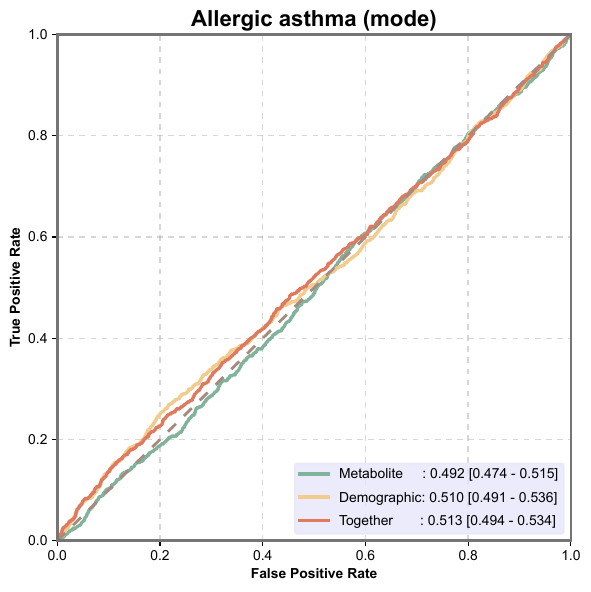 Allergic asthma (mode)
True Positive Rate
1.0
0.8
0.6
0.4
0.2
0.0
Metabolite : 0.492 [0.474 - 0.515]
Demographic: 0.510 [0.491 - 0.536]
Together : 0.513 [0.494 - 0.534]
0.0 0.2 0.4 0.6 0.8 1.0
False Positive Rate